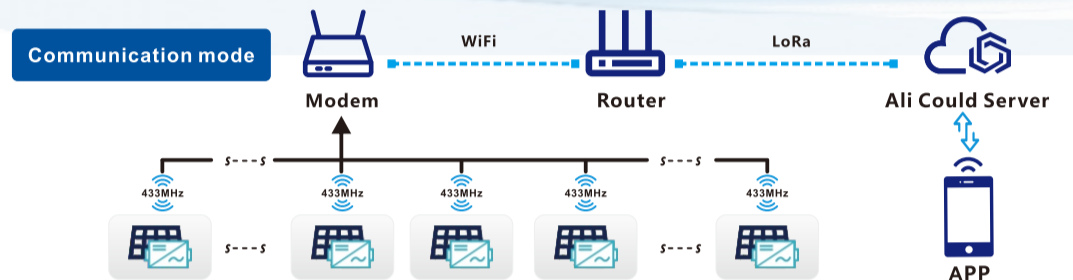 Communication mode
WiFi
LoRa
Modem
Router
Ali Could Server
s---s
s---s
433MHz
433MHz
433MHz
433MHz
433MHz
s---s
s---s
APP